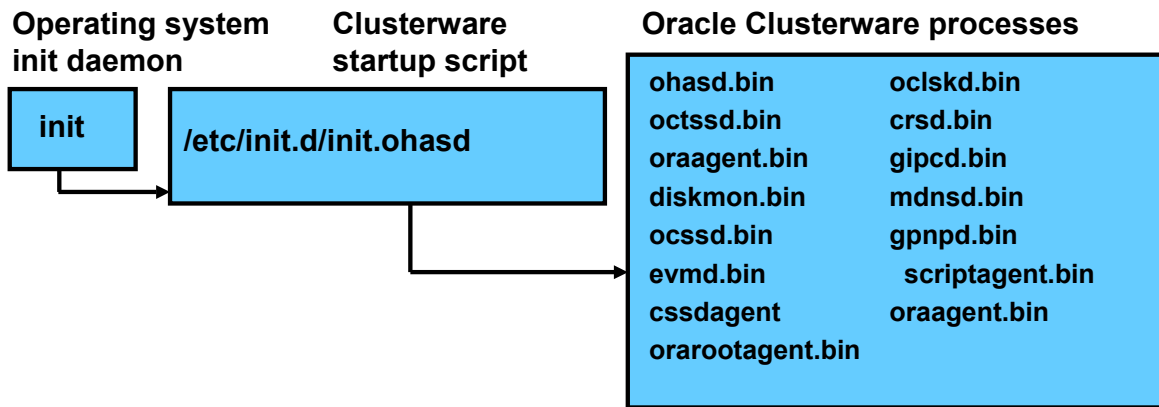 Operating system
init daemon
Clusterware
startup script
Oracle Clusterware processes
init
/etc/init.d/init.ohasd
ohasd.bin
octssd.bin
oraagent.bin
diskmon.bin
ocssd.bin
evmd.bin
cssdagent
orarootagent.bin
oclskd.bin
crsd.bin
gipcd.bin
mdnsd.bin
gpnpd.bin
scriptagent.bin
oraagent.bin